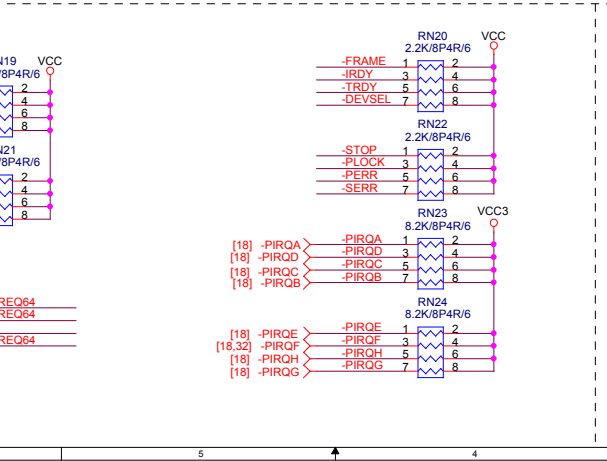 N19 VCC
/8P4R/6
2
4
6
8
N21
/8P4R/6
2
4
6
8
REQ64
REQ64
REQ64
RN20 VCC
2.2K/8P4R/6
-FRAME 1 2
-IRDY 3 4
-TRDY 5 6
-DEVSEL 7 8
RN22
2.2K/8P4R/6
-STOP 1 2
-PLOCK 3 4
-PERR 5 6
-SERR 7 8
RN23 VCC3
8.2K/8P4R/6
[18] -PIRQA -PIRQA 1 2
[18] -PIRQD -PIRQD 3 4
[18] -PIRQC -PIRQC 5 6
[18] -PIRQB -PIRQB 7 8
RN24
8.2K/8P4R/6
[18] -PIRQE -PIRQE 1 2
[18,32] -PIRQF -PIRQF 3 4
[18] -PIRQH -PIRQH 5 6
[18] -PIRQG -PIRQG 7 8
5 4